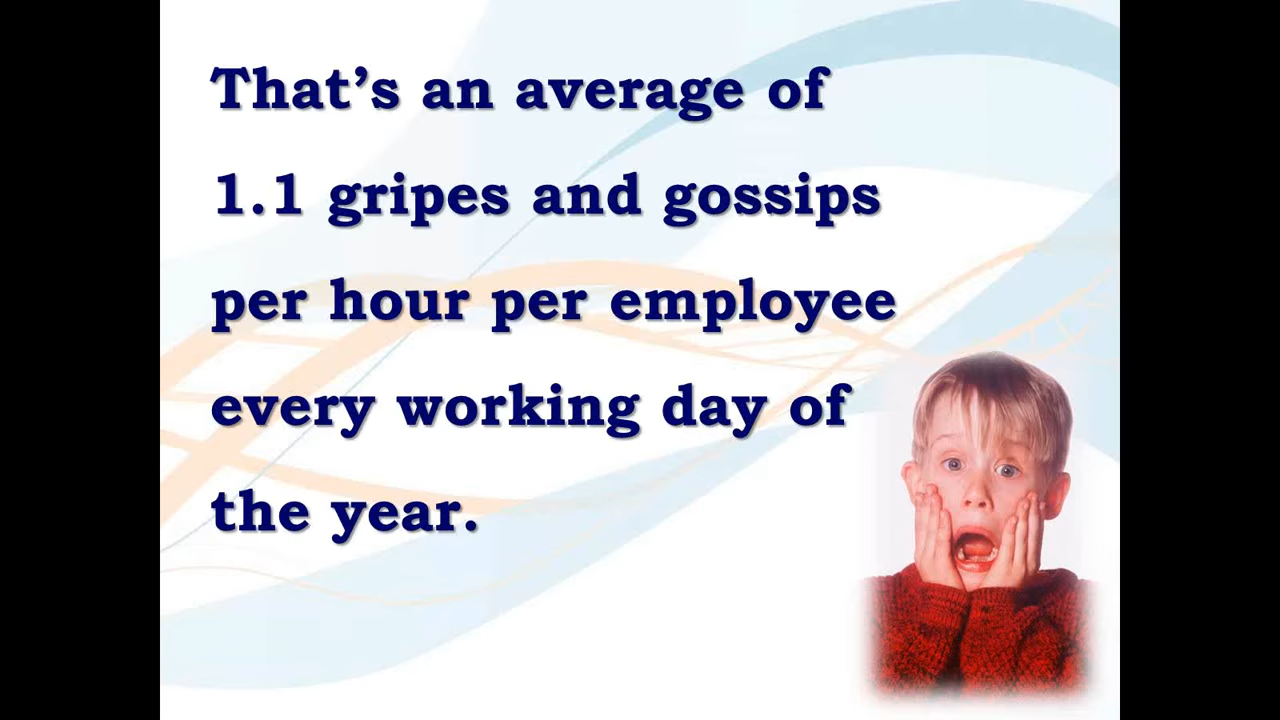 That’s an average of
1.1 gripes and gossips
per hour per employee
every working day of
the year.